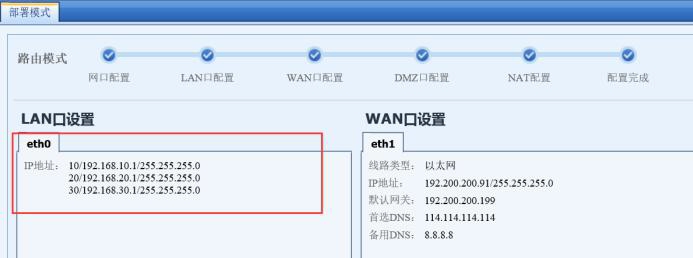 部署模式
路由模式
网口配置 LAN口配置 WAN口配置 DMZ口配置 NAT配置 配置完成
LAN口设置
eth0
IP地址： 10/192.168.10.1/255.255.255.0
20/192.168.20.1/255.255.255.0
30/192.168.30.1/255.255.255.0
WAN口设置
eth1
线路类型： 以太网
IP地址： 192.200.200.91/255.255.255.0
默认网关： 192.200.200.199
首选DNS： 114.114.114.114
备用DNS： 8.8.8.8